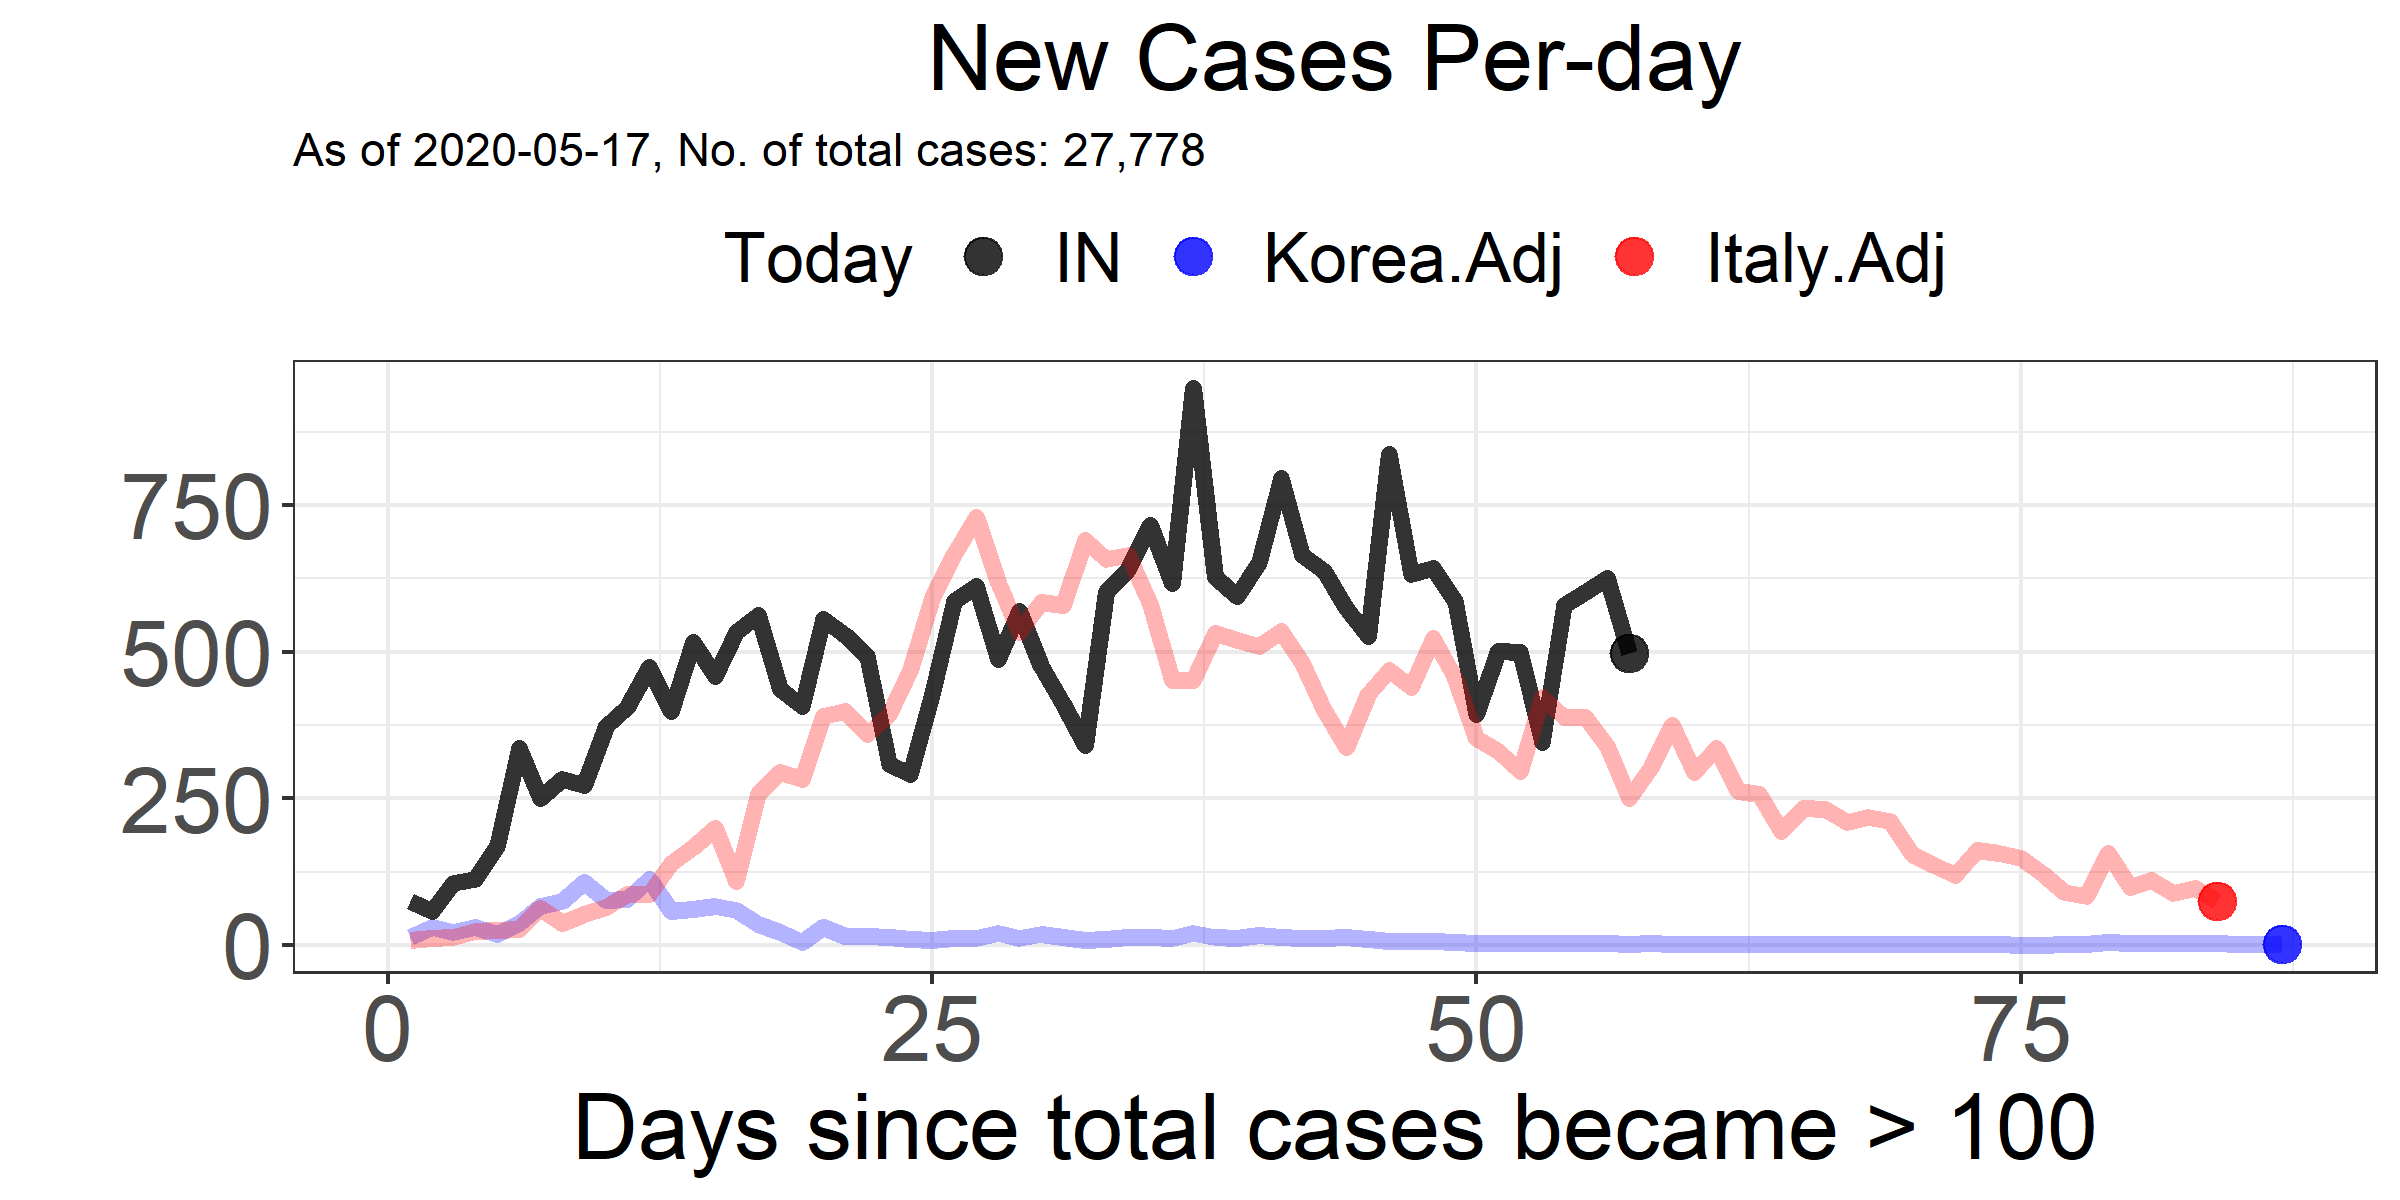 New Cases Per-day
As of 2020-05-17, No. of total cases: 27,778
Today IN Korea.Adj Italy.Adj
750
500
250
0
0 25 50 75
Days since total cases became > 100